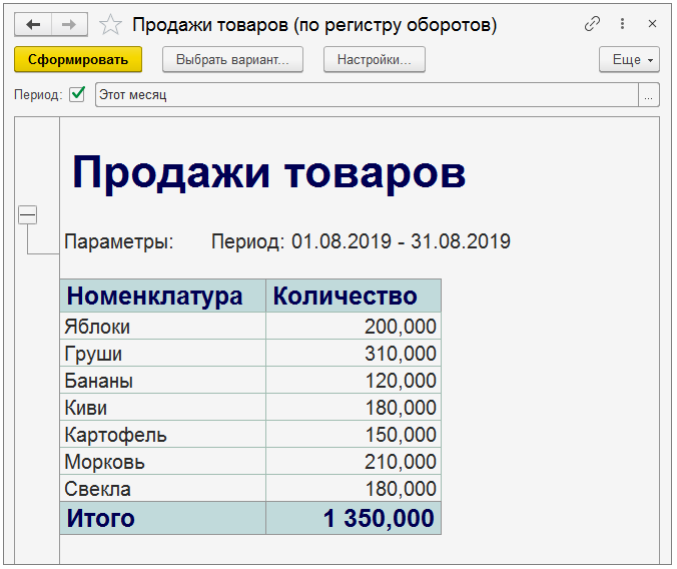 Продажи товаров (по регистру оборотов)
Сформировать Выбрать вариант... Настройки... Еще
Период: Этот месяц ...
Продажи товаров
Параметры: Период: 01.08.2019 - 31.08.2019
Номенклатура Количество
Яблоки 200,000
Груши 310,000
Бананы 120,000
Киви 180,000
Картофель 150,000
Морковь 210,000
Свекла 180,000
Итого 1 350,000